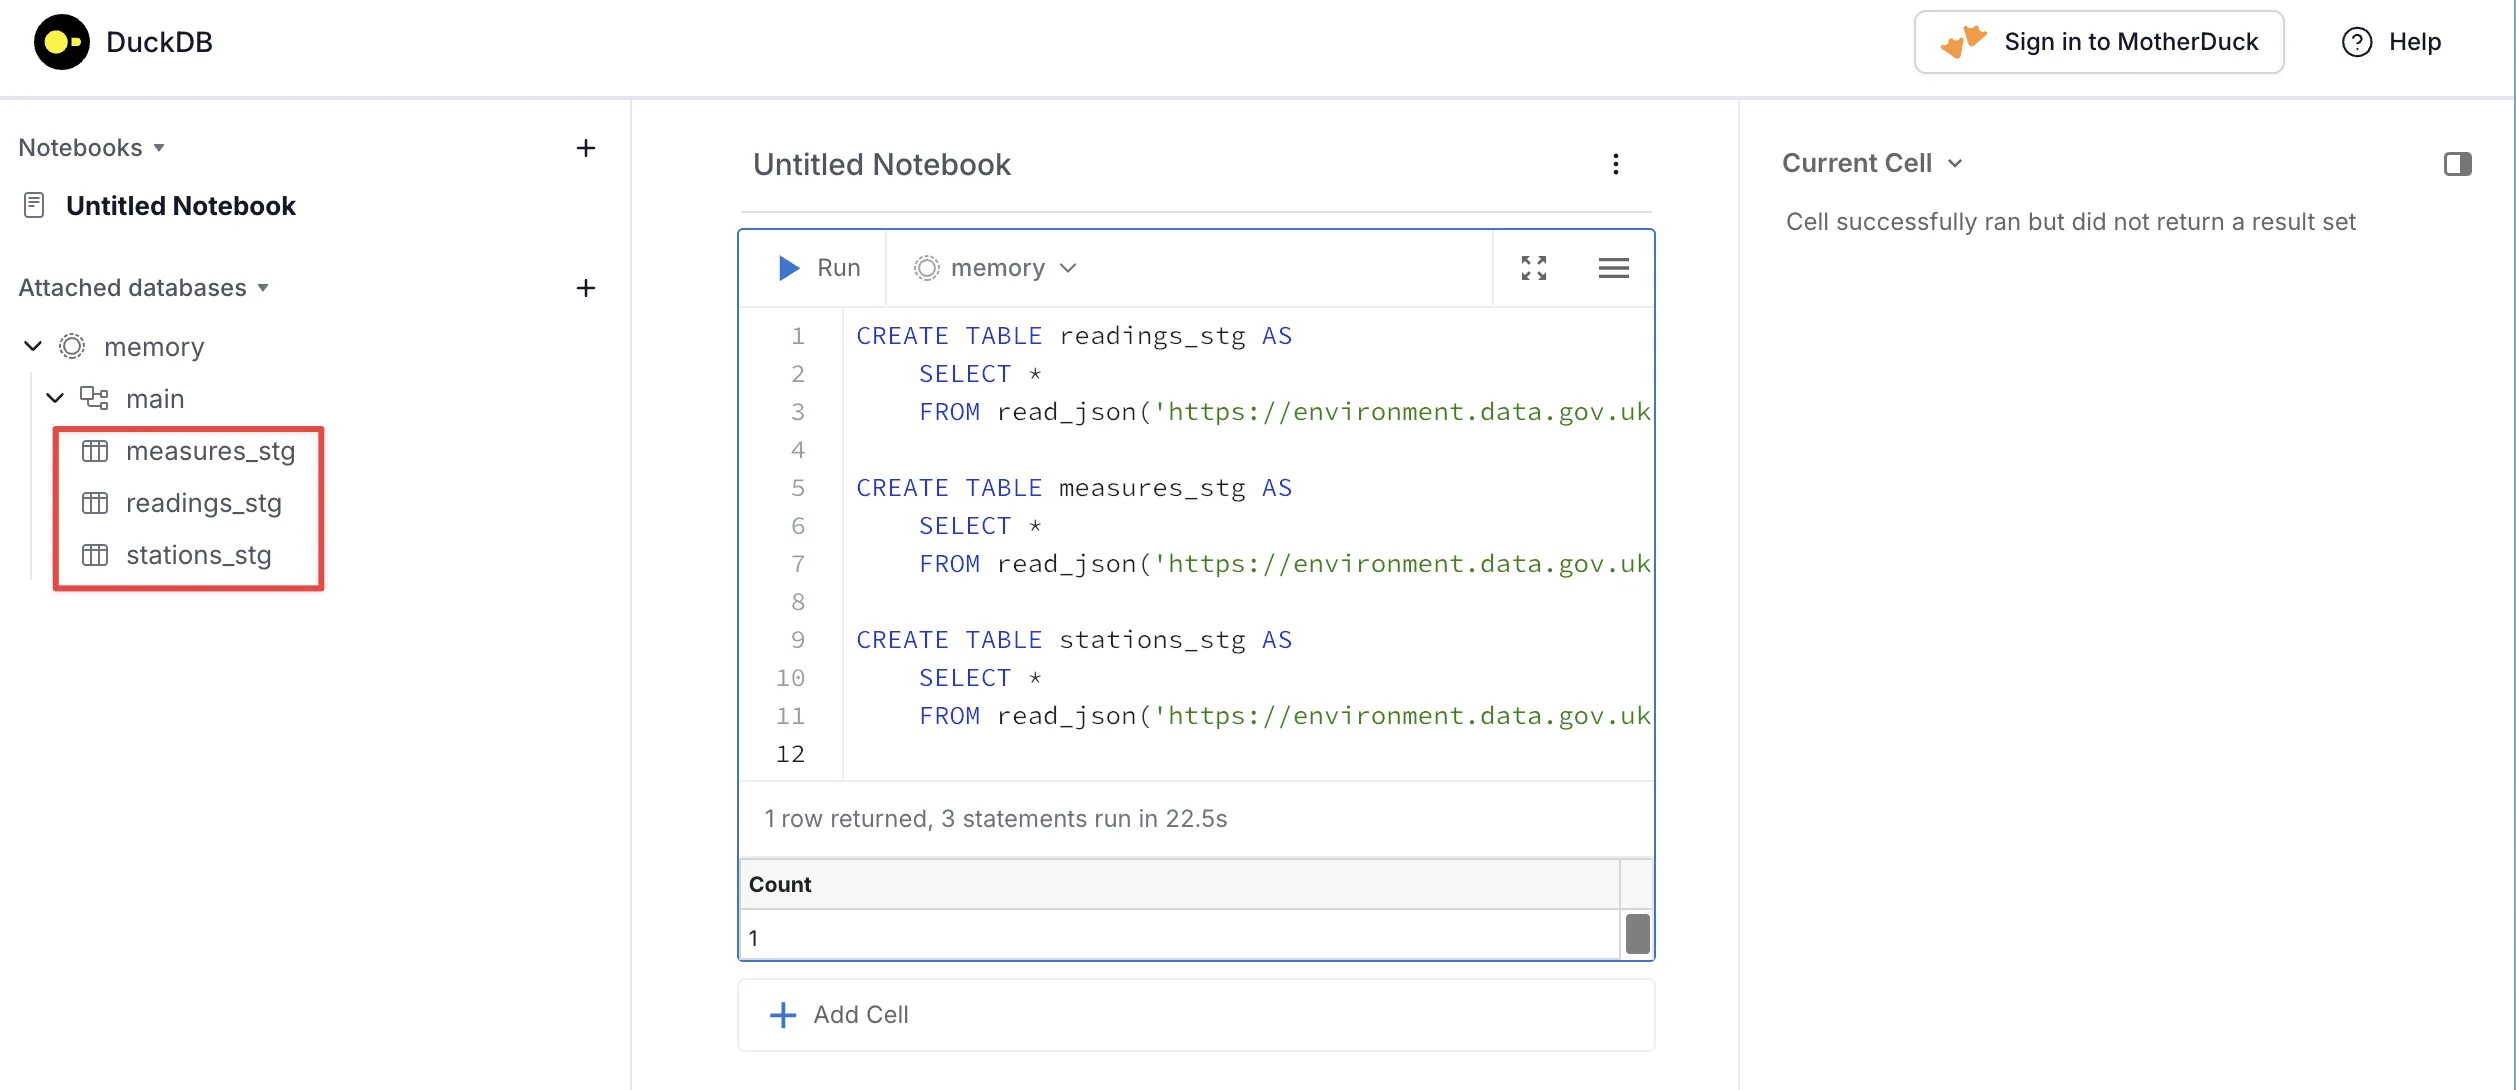 DuckDB
Sign in to MotherDuck
Help
Notebooks
Untitled Notebook
Attached databases
memory
main
measures_stg
readings_stg
stations_stg
Untitled Notebook
Run
memory
1 CREATE TABLE readings_stg AS
2 SELECT *
3 FROM read_json('https://environment.data.gov.uk
4
5 CREATE TABLE measures_stg AS
6 SELECT *
7 FROM read_json('https://environment.data.gov.uk
8
9 CREATE TABLE stations_stg AS
10 SELECT *
11 FROM read_json('https://environment.data.gov.uk
12
1 row returned, 3 statements run in 22.5s
Count
1
Add Cell
Current Cell
Cell successfully ran but did not return a result set